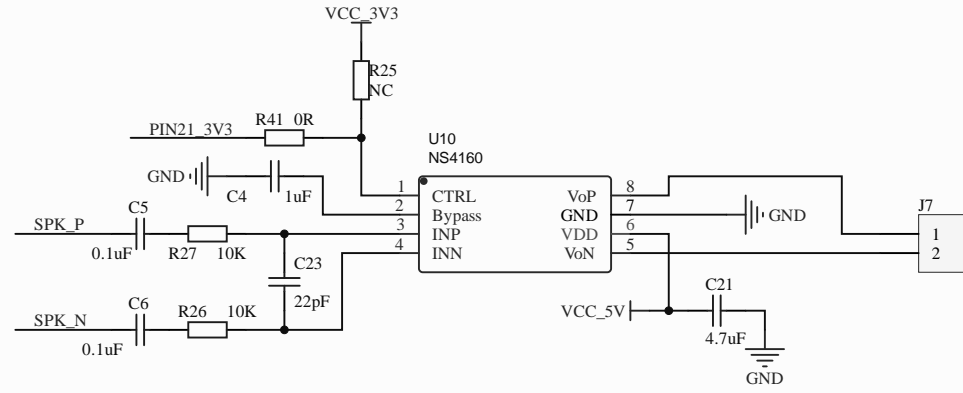 VCC_3V3
R25
NC
R41 0R
PIN21_3V3
U10
NS4160
GND
C4
1uF
1 CTRL VoP 8
2 Bypass GND 7
3 INP VDD 6
4 INN VoN 5
GND
J7
1
2
SPK_P
C5
0.1uF
R27 10K
C23
22pF
SPK_N
C6
0.1uF
R26 10K
VCC_5V
C21
4.7uF
GND